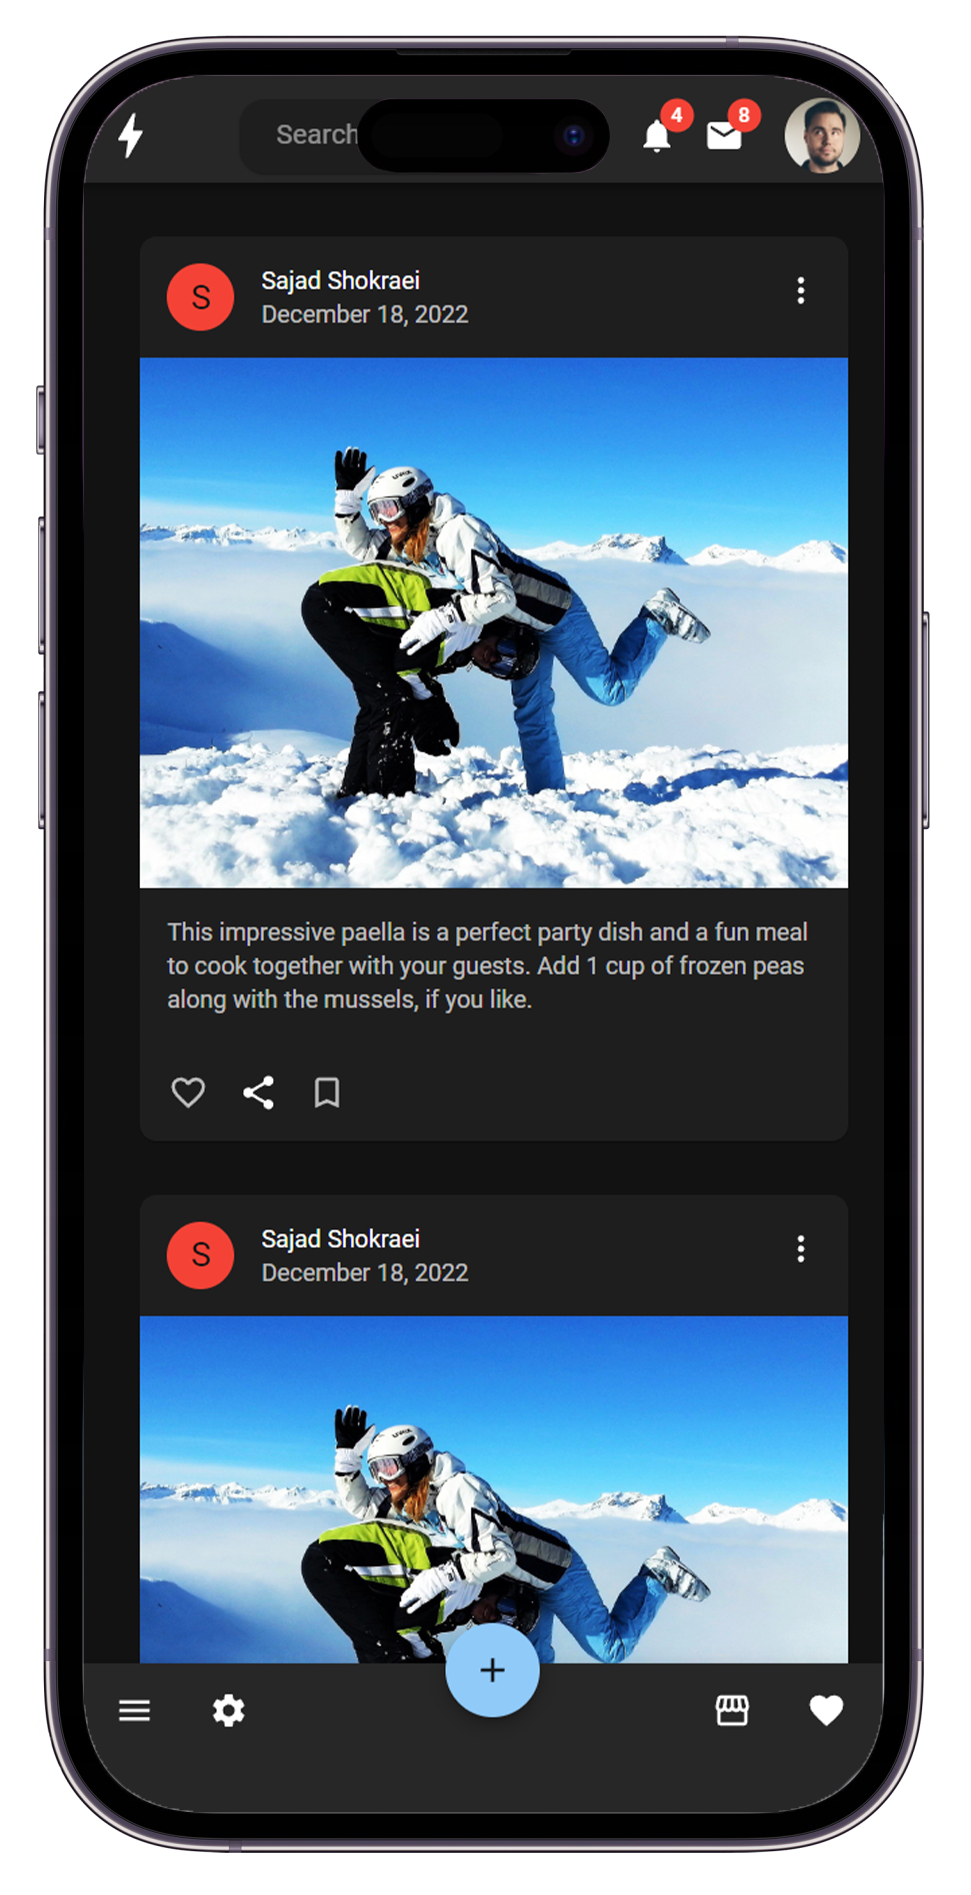 Search
4
8
S
Sajad Shokraei
December 18, 2022
uvex
This impressive paella is a perfect party dish and a fun meal
to cook together with your guests. Add 1 cup of frozen peas
along with the mussels, if you like.
S
Sajad Shokraei
December 18, 2022
uvex